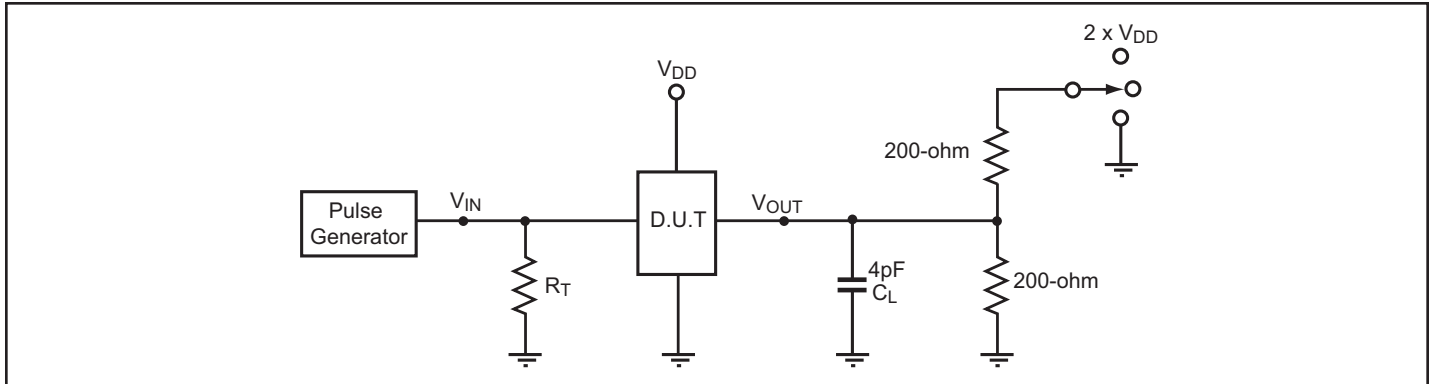 2 x VDD
VDD
200-ohm
Pulse
Generator
VIN
D.U.T
VOUT
RT
4pF
CL
200-ohm